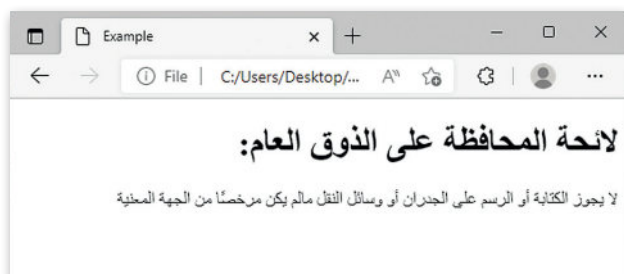 Example
File | C:/Users/Desktop/...
لائحة المحافظة على الذوق العام:
لا يجوز الكتابة أو الرسم على الجدران أو وسائل النقل مالم يكن مرخصًا من الجهة المعنية